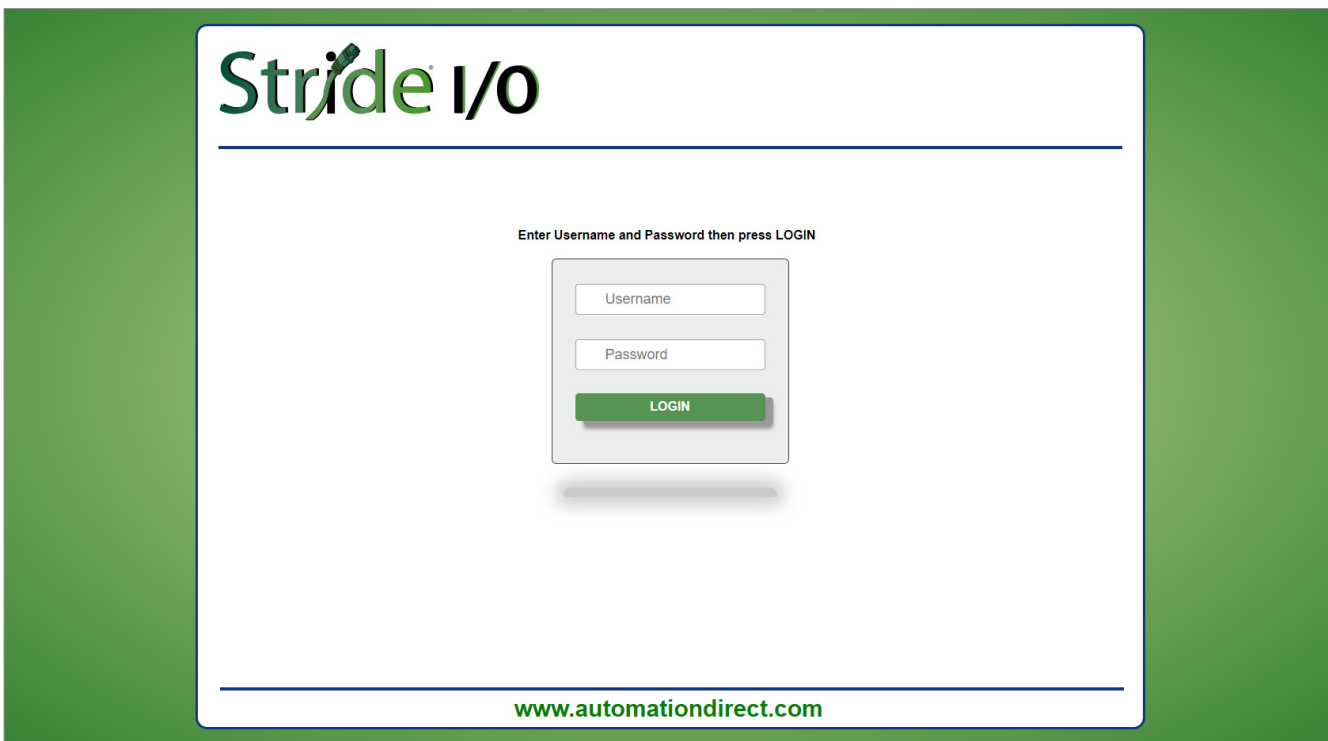 Stride® I/O
Enter Username and Password then press LOGIN
Username
Password
LOGIN
www.automationdirect.com